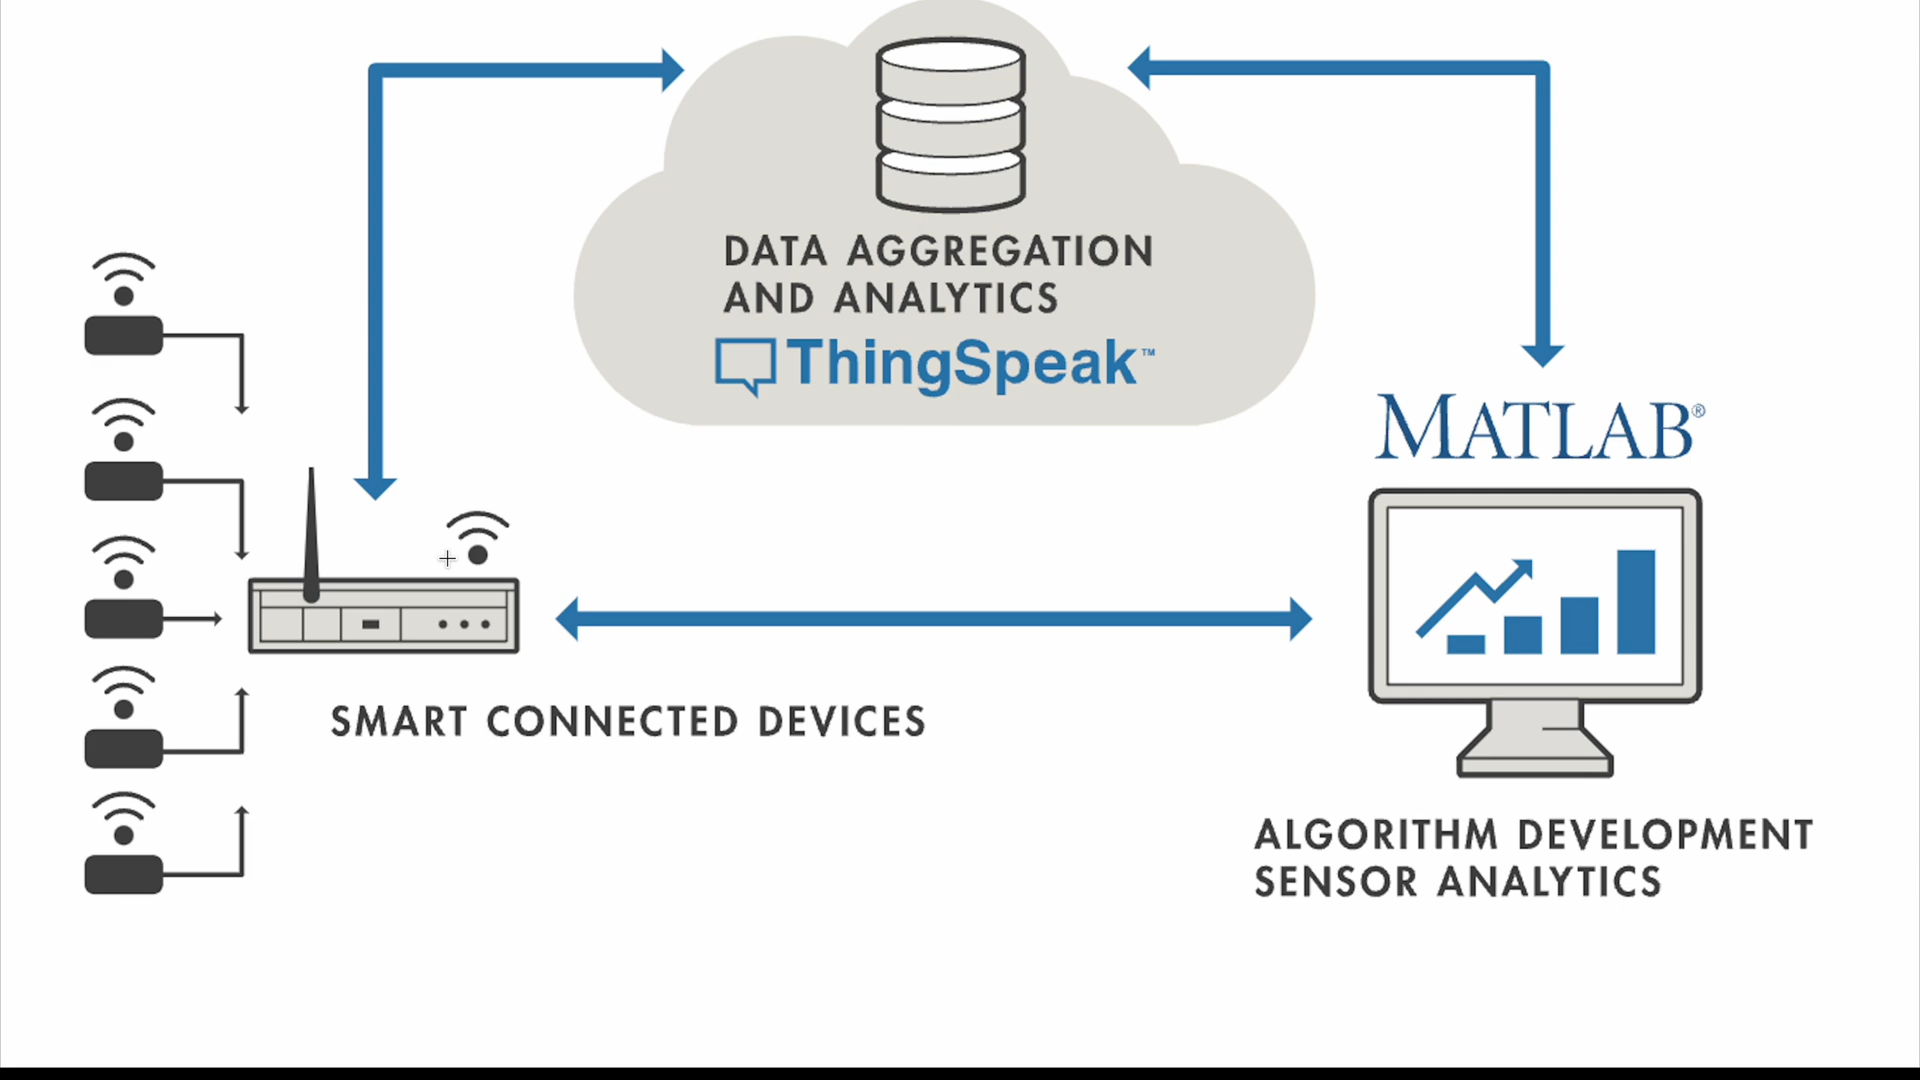 DATA AGGREGATION
AND ANALYTICS
ThingSpeak™
MATLAB®
SMART CONNECTED DEVICES
ALGORITHM DEVELOPMENT
SENSOR ANALYTICS